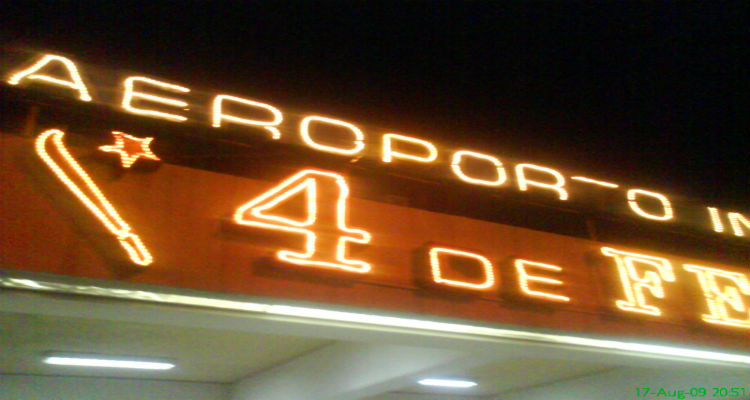 AEROPORTO IN
4 DE FE
17-Aug-09 20:51